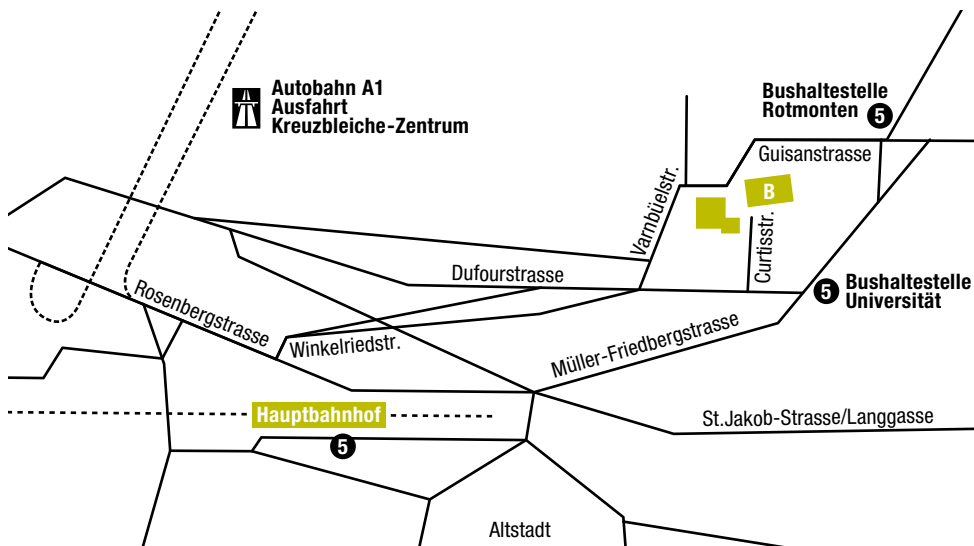 Autobahn A1
Ausfahrt
Kreuzbleiche-Zentrum
Bushaltestelle
Rotmonten 5
Guisanstrasse
B
Varnbüelstr.
Curtisstr.
Dufourstrasse
5 Bushaltestelle
Universität
Rosenbergstrasse
Winkelriedstr.
Müller-Friedbergstrasse
Hauptbahnhof
St.Jakob-Strasse/Langgasse
5
Altstadt